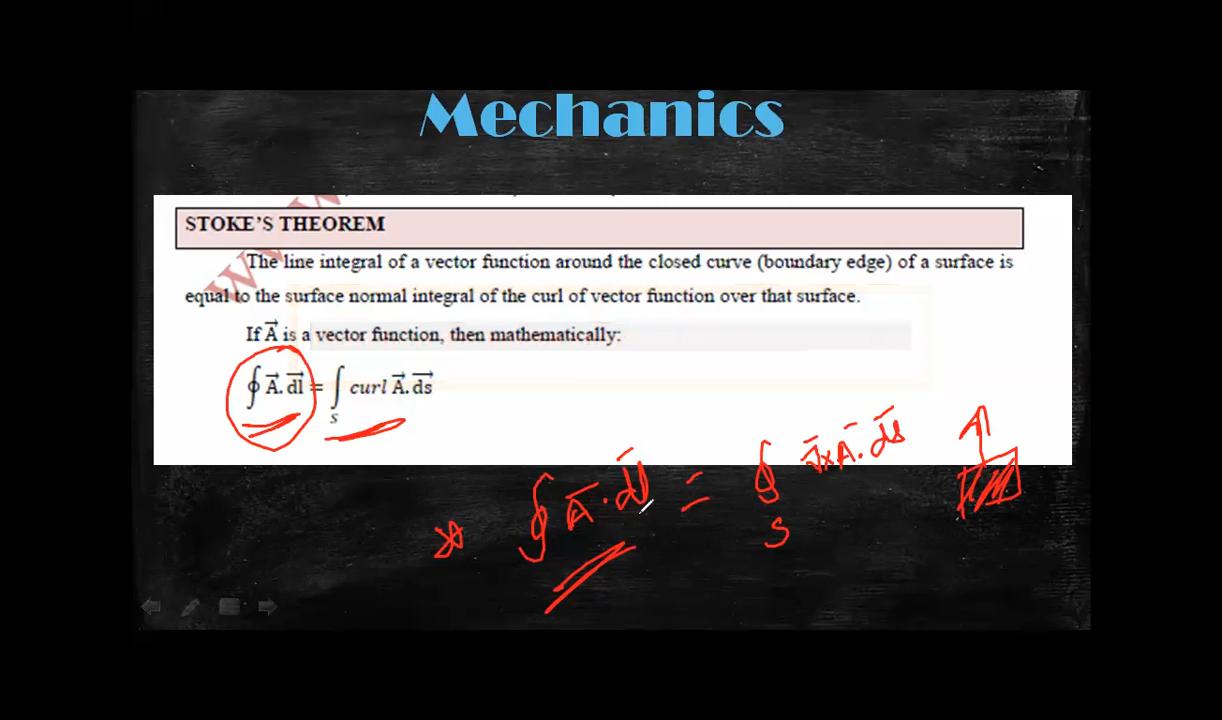 Mechanics
STOKE'S THEOREM
The line integral of a vector function around the closed curve (boundary edge) of a surface is
equal to the surface normal integral of the curl of vector function over that surface.
If A⃗ is a vector function, then mathematically:
∮ A⃗. dl⃗ = ∫ curl A⃗. ds⃗
S
∮ A̅ · dl̅ = ∮ ∇̅×A̅ · ds̅
S